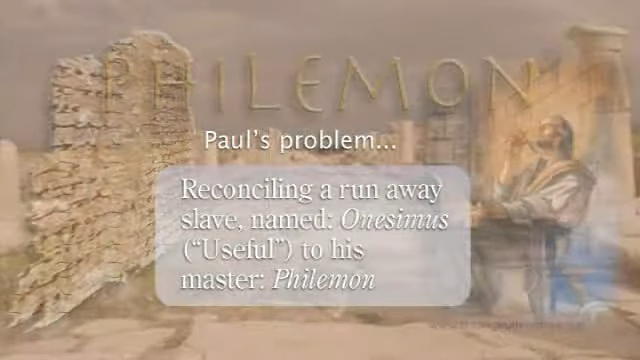 PHILEMON
Paul's problem...
Reconciling a run away
slave, named: Onesimus
("Useful") to his
master: Philemon